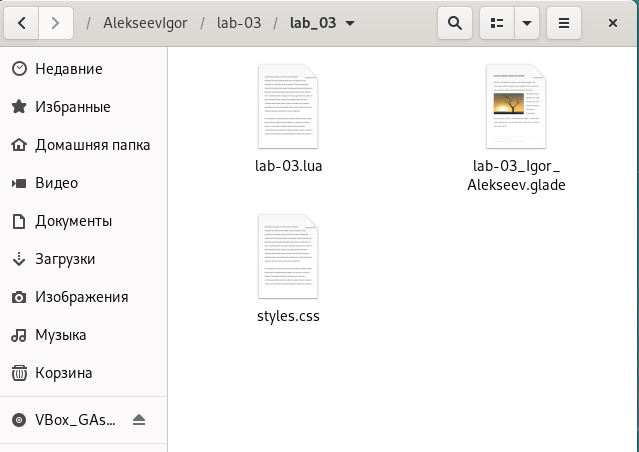 / AlekseevIgor / lab-03 / lab_03
Недавние
Избранные
Домашняя папка
Видео
Документы
Загрузки
Изображения
Музыка
Корзина
VBox_GAs...
lab-03.lua
lab-03_Igor_
Alekseev.glade
styles.css